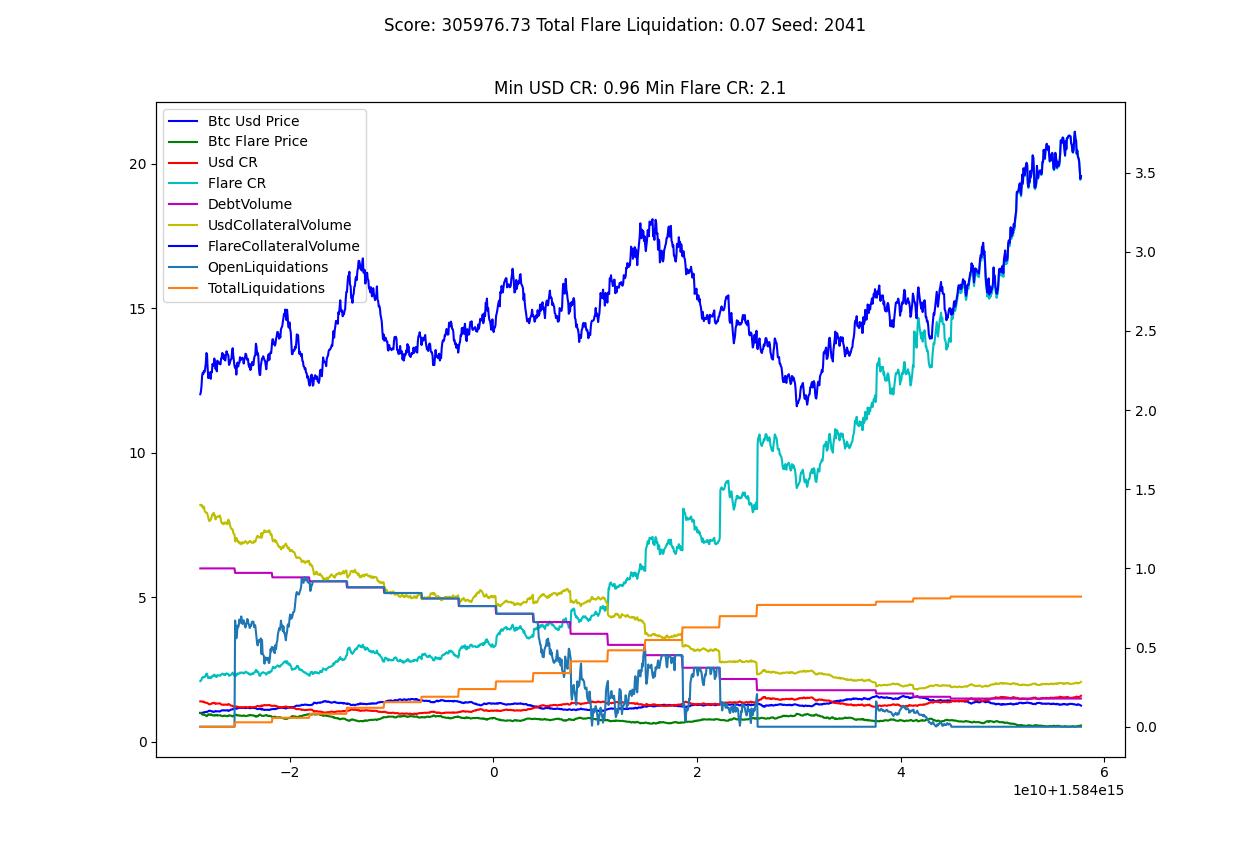 Score: 305976.73 Total Flare Liquidation: 0.07 Seed: 2041
Min USD CR: 0.96 Min Flare CR: 2.1
Btc Usd Price
Btc Flare Price
Usd CR
Flare CR
DebtVolume
UsdCollateralVolume
FlareCollateralVolume
OpenLiquidations
TotalLiquidations
20
15
10
5
0
3.5
3.0
2.5
2.0
1.5
1.0
0.5
0.0
−2
0
2
4
6
1e10+1.584e15